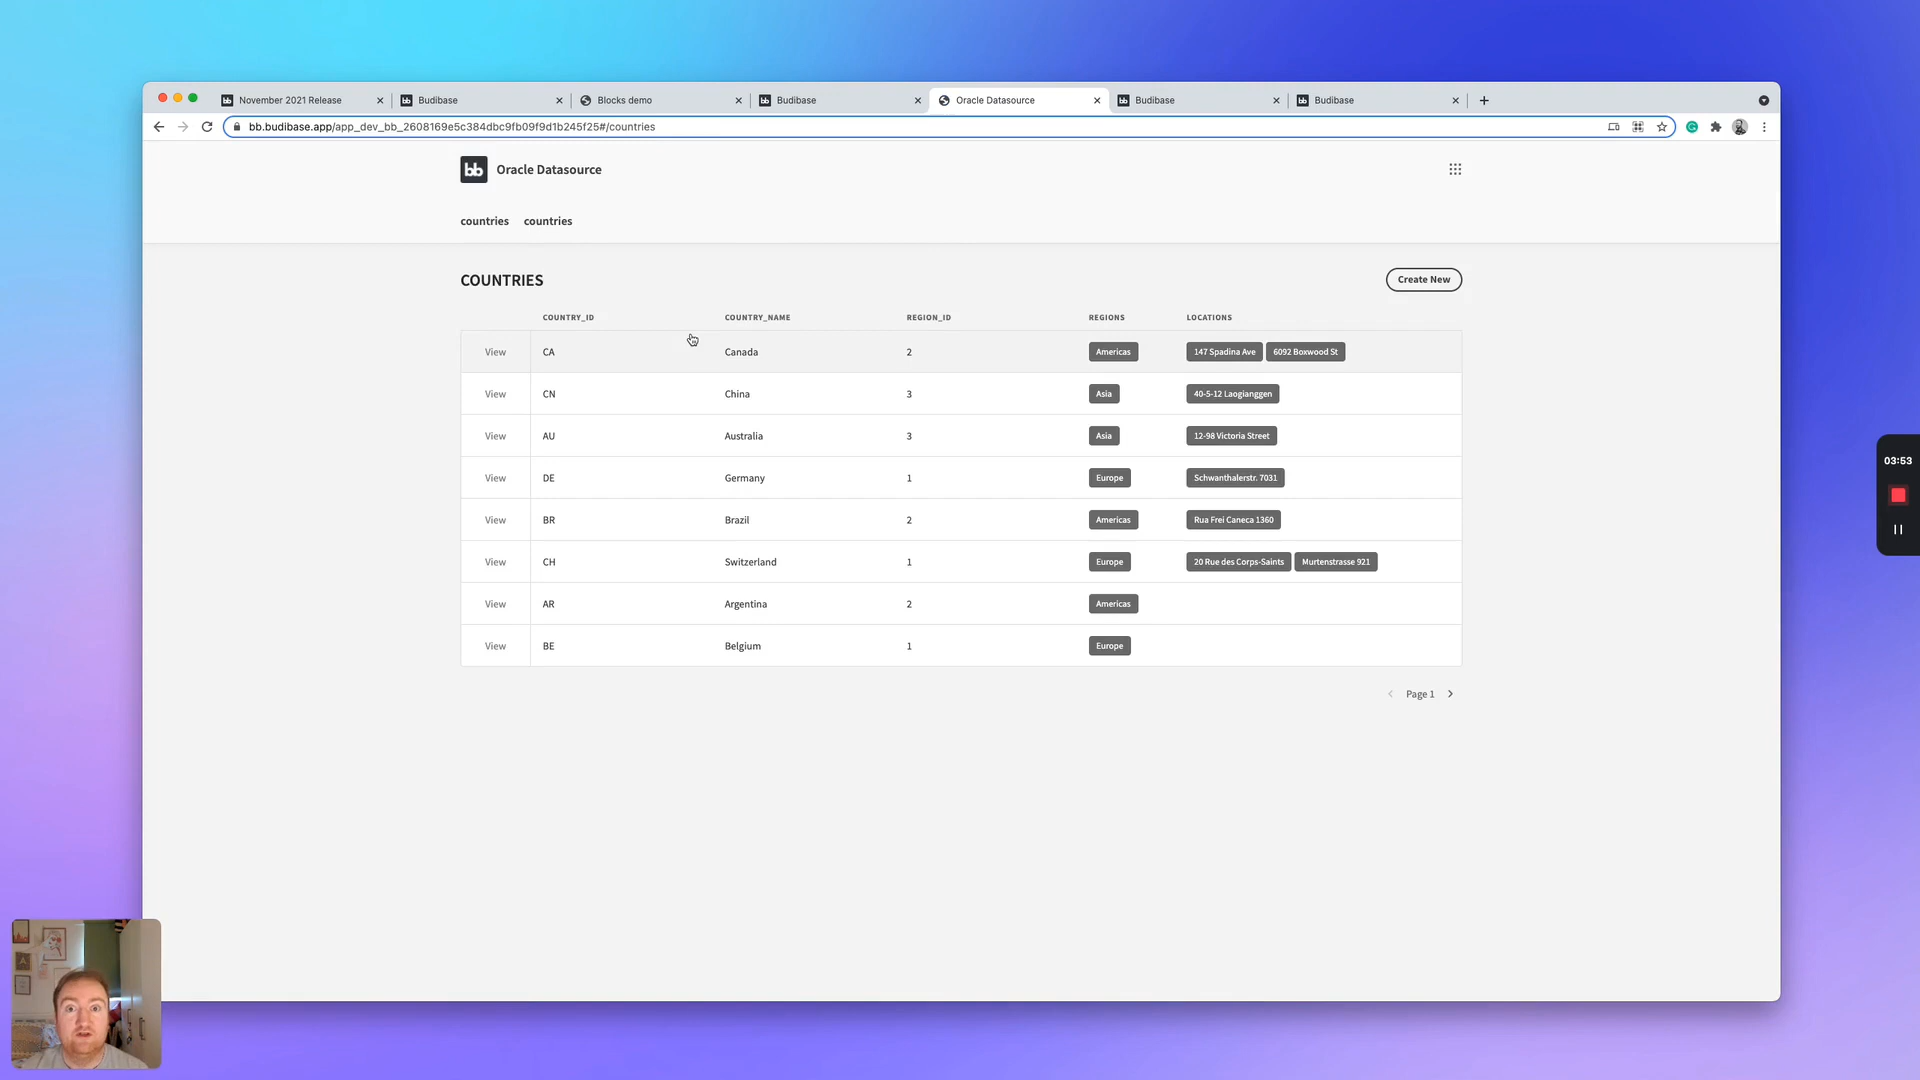 November 2021 Release
Budibase
Blocks demo
Budibase
Oracle Datasource
Budibase
Budibase
bb.budibase.app/app_dev_bb_2608169e5c384dbc9fb09f9d1b245f25#/countries
bb Oracle Datasource
countries countries
COUNTRIES
Create New
COUNTRY_ID COUNTRY_NAME REGION_ID REGIONS LOCATIONS
View CA Canada 2 Americas 147 Spadina Ave 6092 Boxwood St
View CN China 3 Asia 40-5-12 Laogianggen
View AU Australia 3 Asia 12-98 Victoria Street
View DE Germany 1 Europe Schwanthalerstr. 7031
View BR Brazil 2 Americas Rua Frei Caneca 1360
View CH Switzerland 1 Europe 20 Rue des Corps-Saints Murtenstrasse 921
View AR Argentina 2 Americas
View BE Belgium 1 Europe
Page 1
03:53